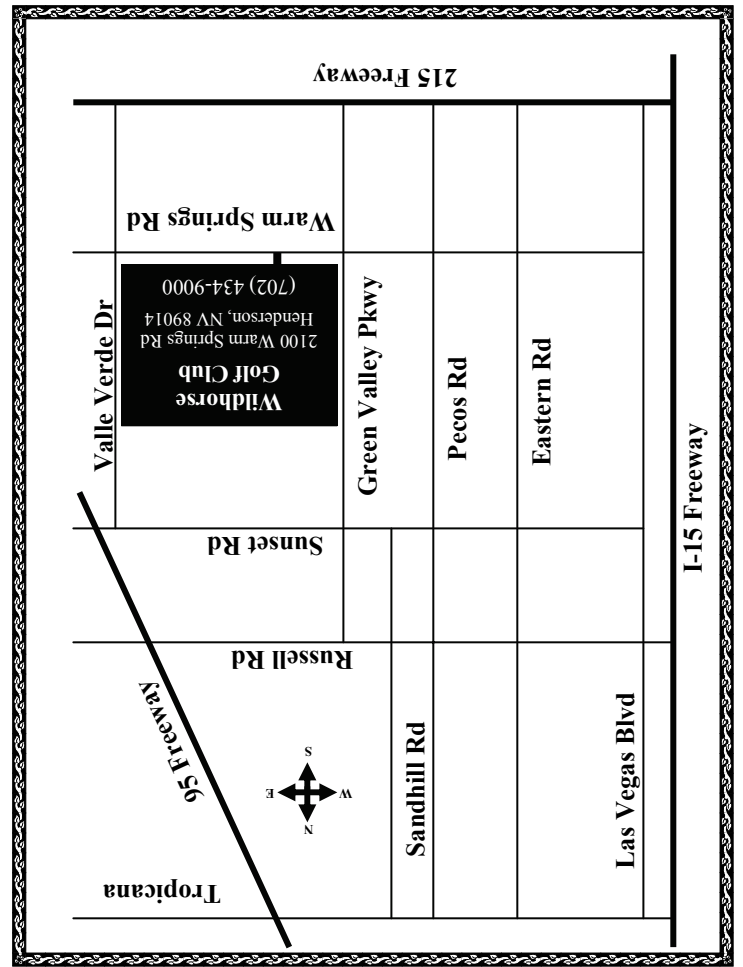 215 Freeway
Warm Springs Rd
Wildhorse
Golf Club
2100 Warm Springs Rd
Henderson, NV 89014
(702) 434-9000
Valle Verde Dr
Green Valley Pkwy
Pecos Rd
Eastern Rd
I-15 Freeway
Sunset Rd
Russell Rd
95 Freeway
Sandhill Rd
Las Vegas Blvd
S
E
W
N
Tropicana